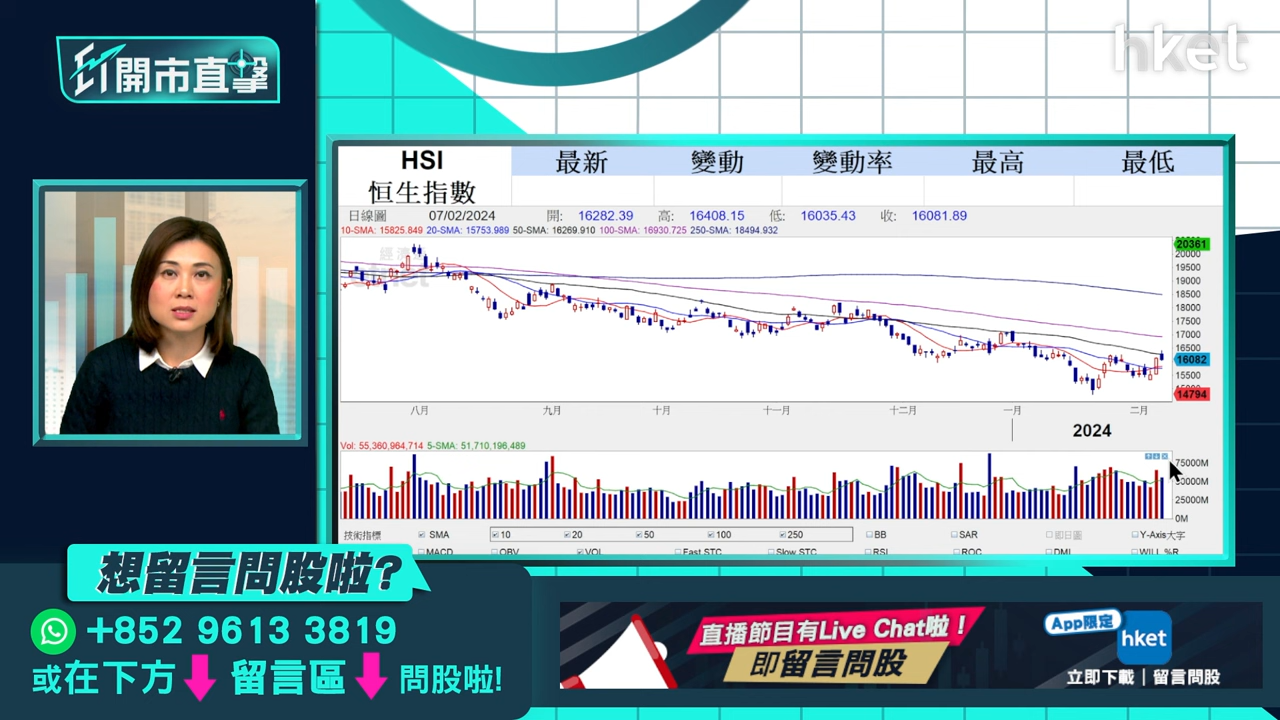 開市直擊
hket
HSI 最新 變動 變動率 最高 最低
恒生指數
日線圖 07/02/2024 開: 16282.39 高: 16408.15 低: 16035.43 收: 16081.89
10-SMA: 15825.849 20-SMA: 15753.989 50-SMA: 16269.910 100-SMA: 16930.725 250-SMA: 18494.932
20361
20000
19500
19000
18500
18000
17500
17000
16500
16082
15500
14794
八月 九月 十月 十一月 十二月 一月 二月
2024
Vol: 55,360,964,714 5-SMA: 51,710,196,489
75000M
50000M
25000M
0M
技術指標 SMA 10 20 50 100 250 BB SAR 即日圖 Y-Axis大字
MACD OBV VOL Fast STC Slow STC RSI ROC DMI WILL %R
想留言問股啦?
+852 9613 3819
或在下方 留言區 問股啦!
直播節目有Live Chat啦!
即留言問股
App限定
hket
立即下載|留言問股